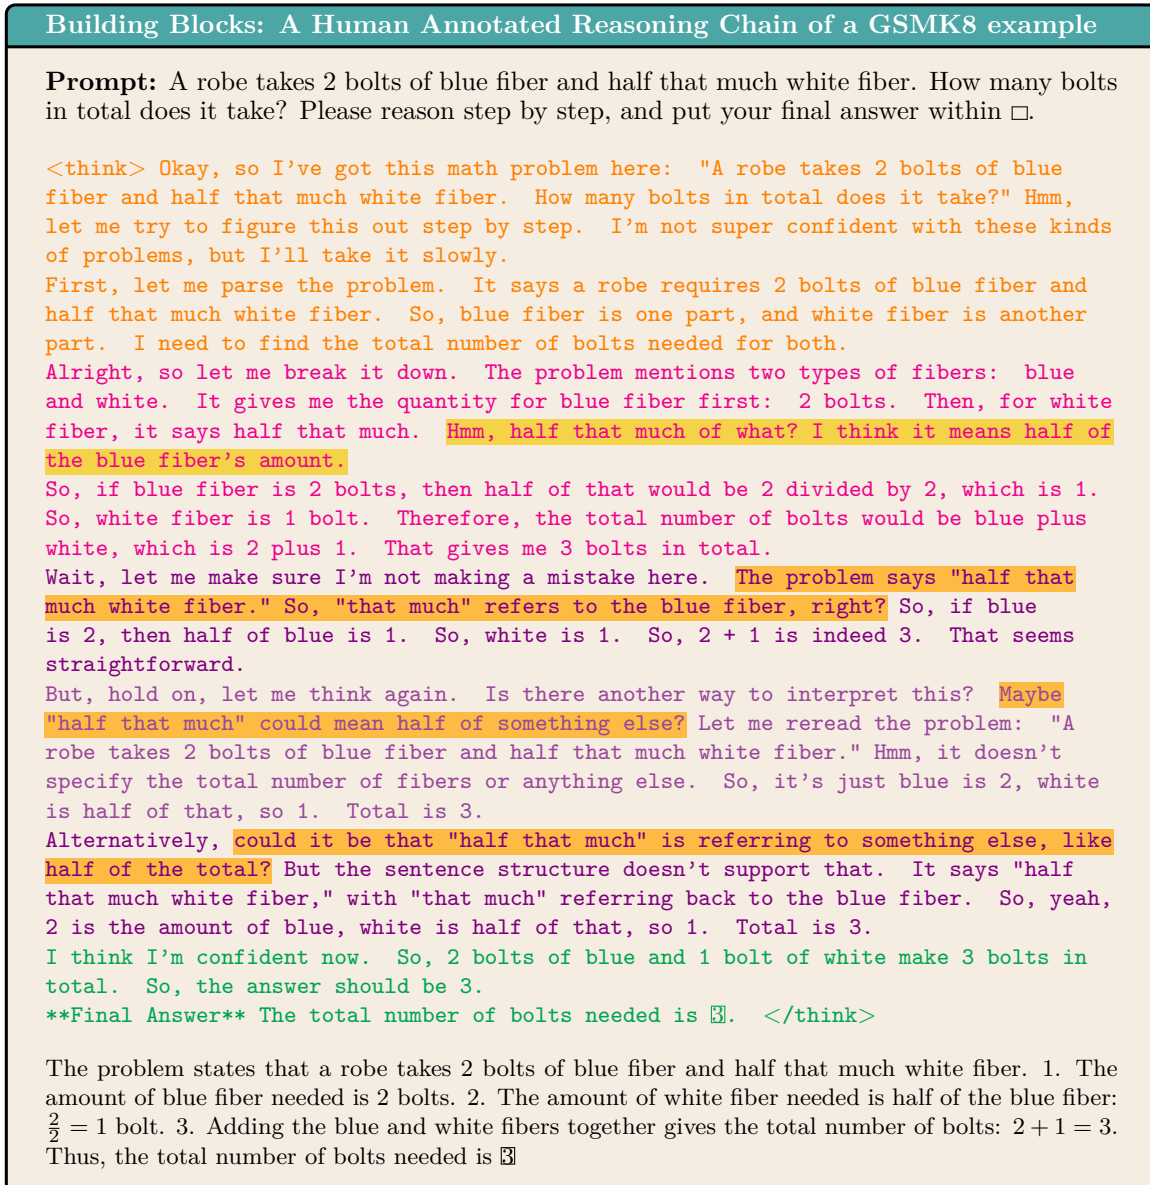 Building Blocks: A Human Annotated Reasoning Chain of a GSMK8 example
Prompt: A robe takes 2 bolts of blue fiber and half that much white fiber. How many bolts
in total does it take? Please reason step by step, and put your final answer within □.
<think> Okay, so I've got this math problem here: "A robe takes 2 bolts of blue
fiber and half that much white fiber. How many bolts in total does it take?" Hmm,
let me try to figure this out step by step. I'm not super confident with these kinds
of problems, but I'll take it slowly.
First, let me parse the problem. It says a robe requires 2 bolts of blue fiber and
half that much white fiber. So, blue fiber is one part, and white fiber is another
part. I need to find the total number of bolts needed for both.
Alright, so let me break it down. The problem mentions two types of fibers: blue
and white. It gives me the quantity for blue fiber first: 2 bolts. Then, for white
fiber, it says half that much. Hmm, half that much of what? I think it means half of
the blue fiber's amount.
So, if blue fiber is 2 bolts, then half of that would be 2 divided by 2, which is 1.
So, white fiber is 1 bolt. Therefore, the total number of bolts would be blue plus
white, which is 2 plus 1. That gives me 3 bolts in total.
Wait, let me make sure I'm not making a mistake here. The problem says "half that
much white fiber." So, "that much" refers to the blue fiber, right? So, if blue
is 2, then half of blue is 1. So, white is 1. So, 2 + 1 is indeed 3. That seems
straightforward.
But, hold on, let me think again. Is there another way to interpret this? Maybe
"half that much" could mean half of something else? Let me reread the problem: "A
robe takes 2 bolts of blue fiber and half that much white fiber." Hmm, it doesn't
specify the total number of fibers or anything else. So, it's just blue is 2, white
is half of that, so 1. Total is 3.
Alternatively, could it be that "half that much" is referring to something else, like
half of the total? But the sentence structure doesn't support that. It says "half
that much white fiber," with "that much" referring back to the blue fiber. So, yeah,
2 is the amount of blue, white is half of that, so 1. Total is 3.
I think I'm confident now. So, 2 bolts of blue and 1 bolt of white make 3 bolts in
total. So, the answer should be 3.
**Final Answer** The total number of bolts needed is 3. </think>
The problem states that a robe takes 2 bolts of blue fiber and half that much white fiber. 1. The
amount of blue fiber needed is 2 bolts. 2. The amount of white fiber needed is half of the blue fiber:
2/2 = 1 bolt. 3. Adding the blue and white fibers together gives the total number of bolts: 2 + 1 = 3.
Thus, the total number of bolts needed is 3